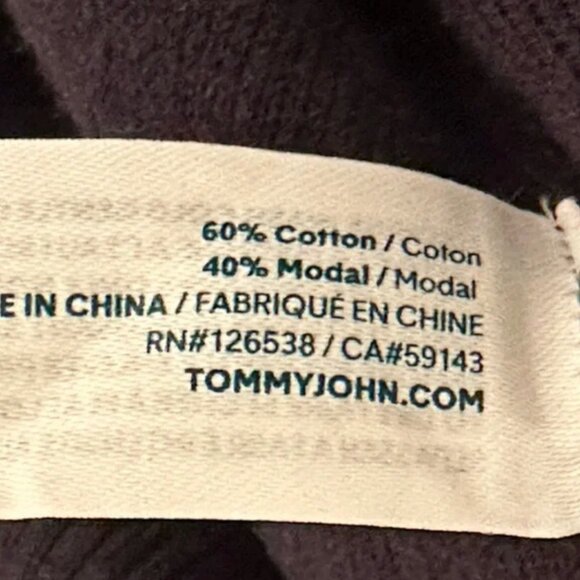 60% Cotton / Coton
40% Modal / Modal
E IN CHINA / FABRIQUÉ EN CHINE
RN#126538 / CA#59143
TOMMYJOHN.COM